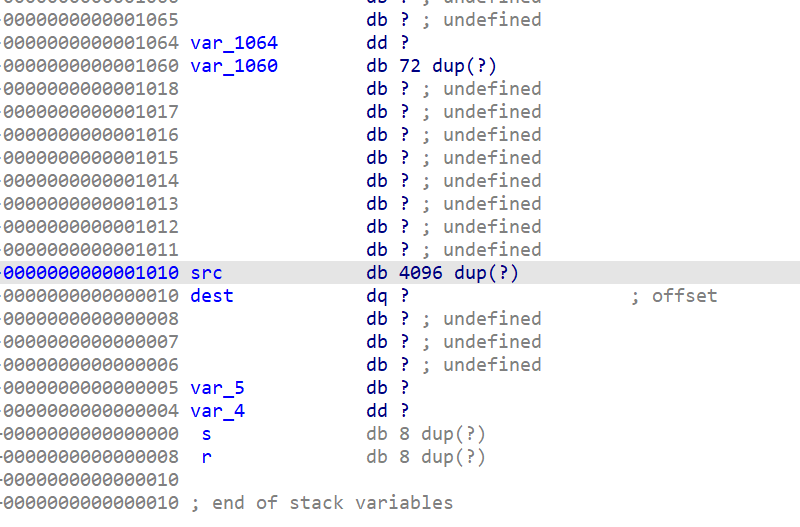 db ? ; undefined
-0000000000001065 db ? ; undefined
-0000000000001064 var_1064 dd ?
-0000000000001060 var_1060 db 72 dup(?)
-0000000000001018 db ? ; undefined
-0000000000001017 db ? ; undefined
-0000000000001016 db ? ; undefined
-0000000000001015 db ? ; undefined
-0000000000001014 db ? ; undefined
-0000000000001013 db ? ; undefined
-0000000000001012 db ? ; undefined
-0000000000001011 db ? ; undefined
-0000000000001010 src db 4096 dup(?)
-0000000000000010 dest dq ? ; offset
-0000000000000008 db ? ; undefined
-0000000000000007 db ? ; undefined
-0000000000000006 db ? ; undefined
-0000000000000005 var_5 db ?
-0000000000000004 var_4 dd ?
+0000000000000000 s db 8 dup(?)
+0000000000000008 r db 8 dup(?)
+0000000000000010
+0000000000000010 ; end of stack variables